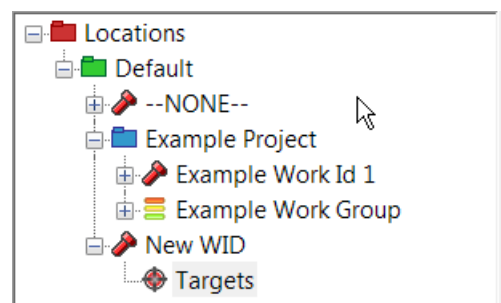 Locations
Default
--NONE--
Example Project
Example Work Id 1
Example Work Group
New WID
Targets